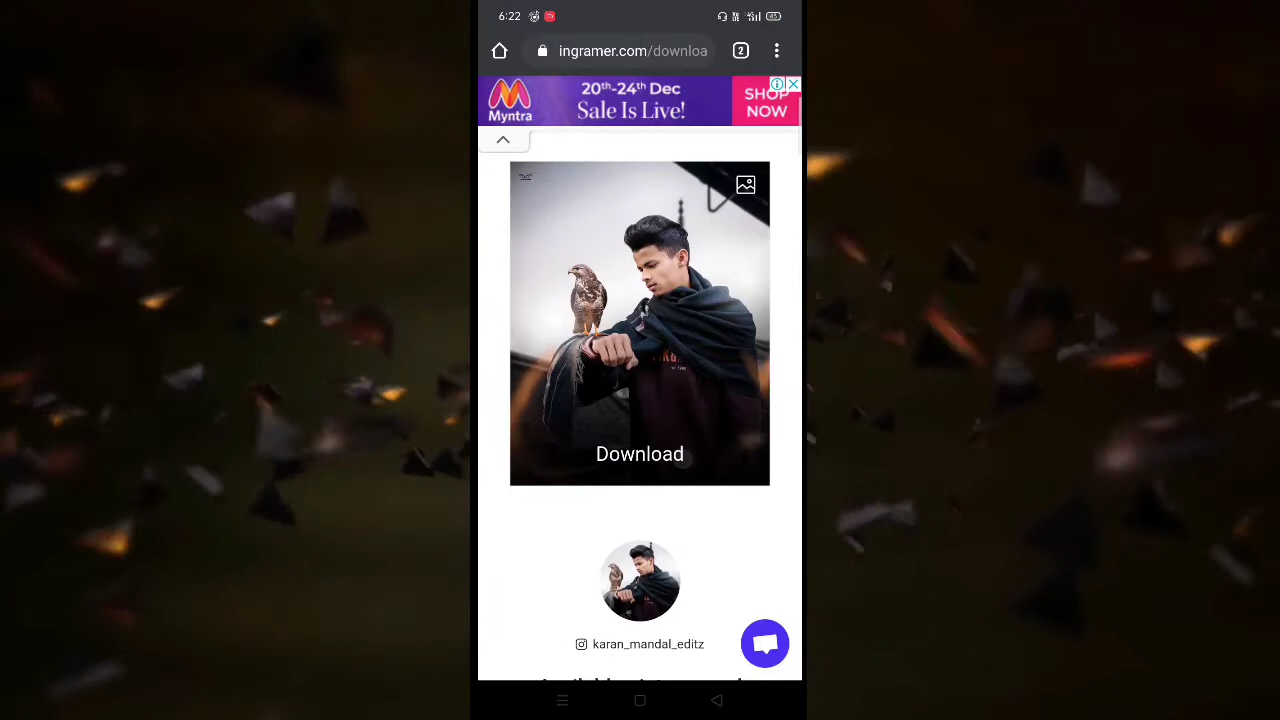 6:22
ingramer.com/downloa
2
Myntra
20th-24th Dec
Sale Is Live!
SHOP
NOW
Download
karan_mandal_editz